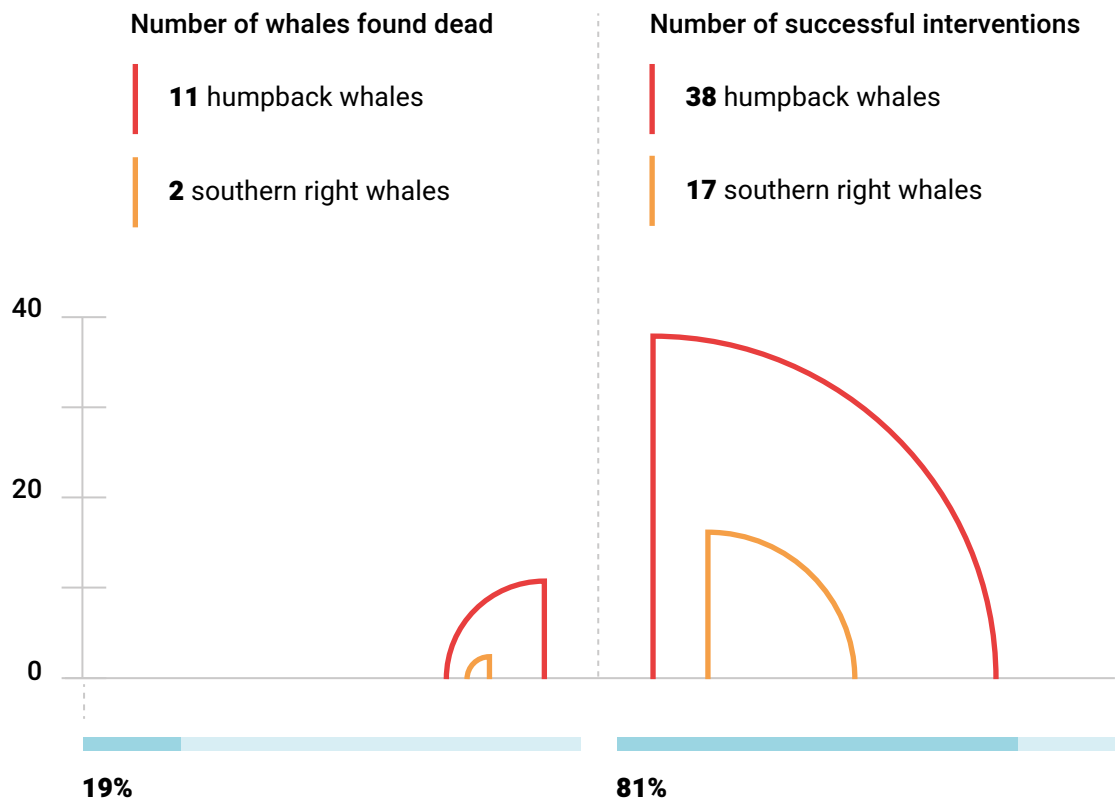 Number of whales found dead
11 humpback whales
2 southern right whales
Number of successful interventions
38 humpback whales
17 southern right whales
40
20
0
19%
81%